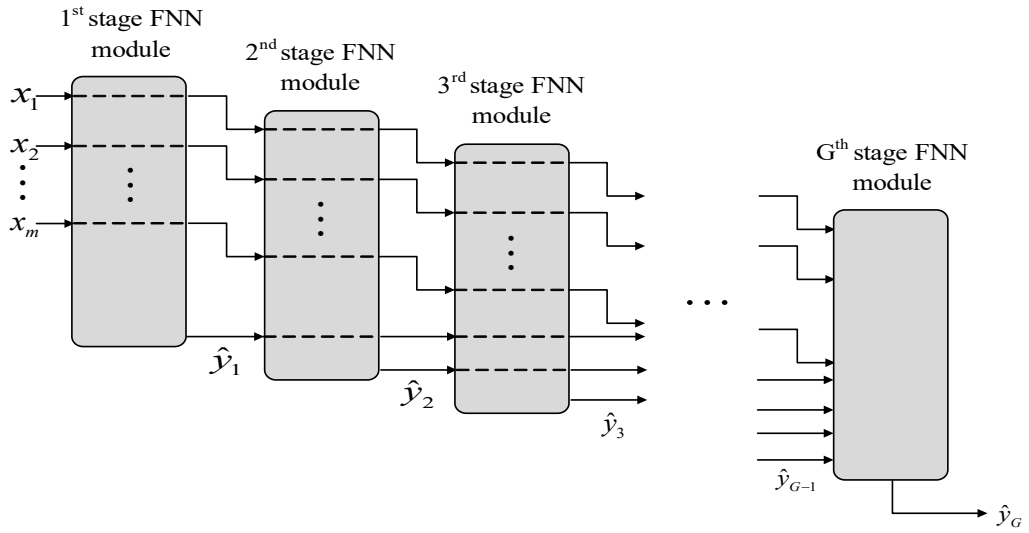 1st stage FNN
module
2nd stage FNN
module
3rd stage FNN
module
Gth stage FNN
module
x1
x2
⋮
xm
⋮
⋮
⋮
...
ŷ1
ŷ2
ŷ3
ŷG−1
ŷG